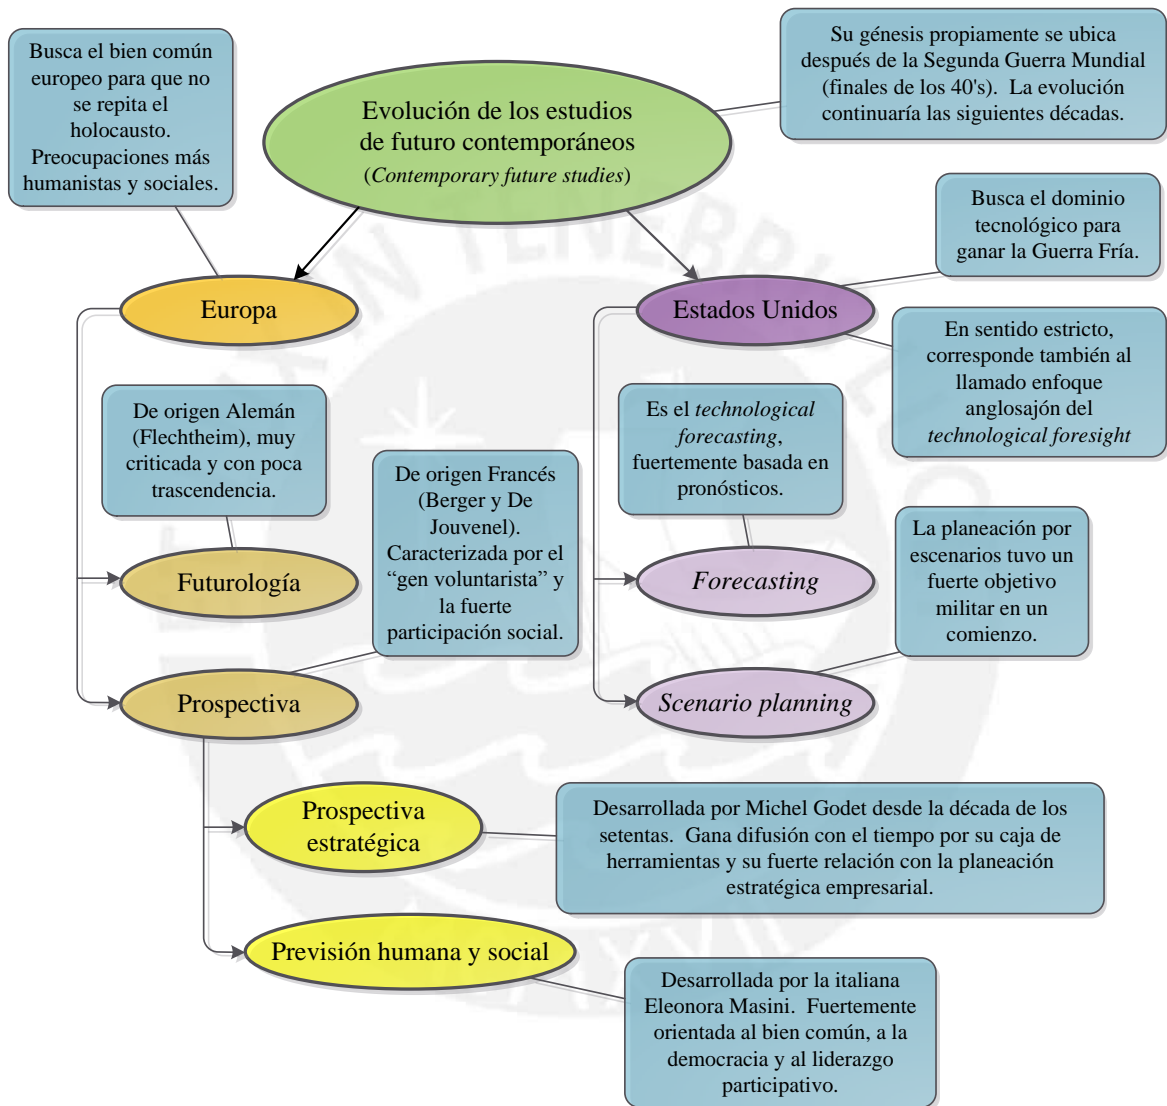 Busca el bien común
europeo para que no
se repita el
holocausto.
Preocupaciones más
humanistas y sociales.
Evolución de los estudios
de futuro contemporáneos
(Contemporary future studies)
Su génesis propiamente se ubica
después de la Segunda Guerra Mundial
(finales de los 40's).  La evolución
continuaría las siguientes décadas.
Busca el dominio
tecnológico para
ganar la Guerra Fría.
Europa
Estados Unidos
En sentido estricto,
corresponde también al
llamado enfoque
anglosajón del
technological foresight
De origen Alemán
(Flechtheim), muy
criticada y con poca
trascendencia.
De origen Francés
(Berger y De
Jouvenel).
Caracterizada por el
“gen voluntarista” y
la fuerte
participación social.
Es el technological
forecasting,
fuertemente basada en
pronósticos.
La planeación por
escenarios tuvo un
fuerte objetivo
militar en un
comienzo.
Futurología
Forecasting
Prospectiva
Scenario planning
Prospectiva
estratégica
Desarrollada por Michel Godet desde la década de los
setentas.  Gana difusión con el tiempo por su caja de
herramientas y su fuerte relación con la planeación
estratégica empresarial.
Previsión humana y social
Desarrollada por la italiana
Eleonora Masini.  Fuertemente
orientada al bien común, a la
democracia y al liderazgo
participativo.